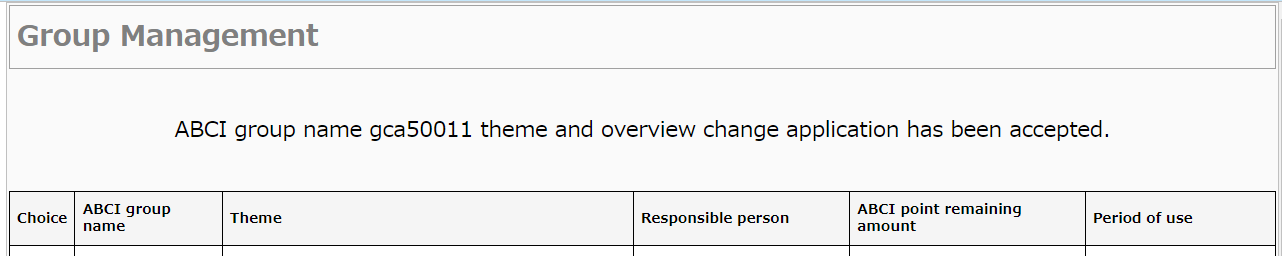 Group Management
ABCI group name gca50011 theme and overview change application has been accepted.
Choice
ABCI group
name
Theme
Responsible person
ABCI point remaining
amount
Period of use